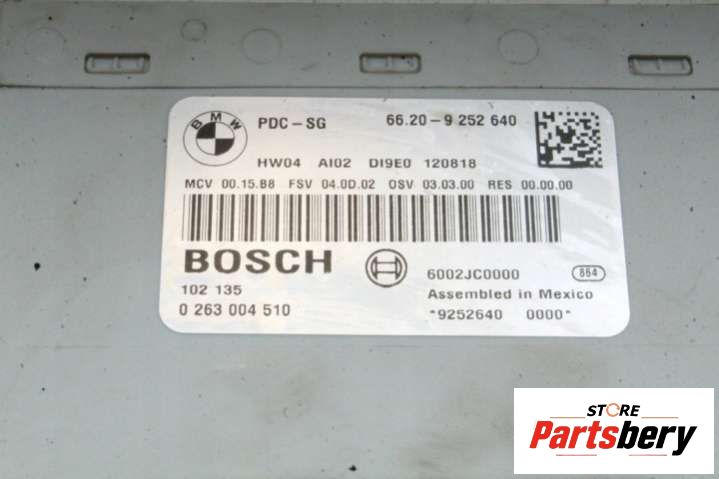 BMW
PDC-SG 66.20-9 252 640
HW04 AI02 DI9E0 120818
MCV 00.15.B8 FSV 04.0D.02 OSV 03.03.00 RES 00.00.00
BOSCH
6002JC0000 864
102 135 Assembled in Mexico
0 263 004 510 *9252640 0000*
STORE
Partsbery